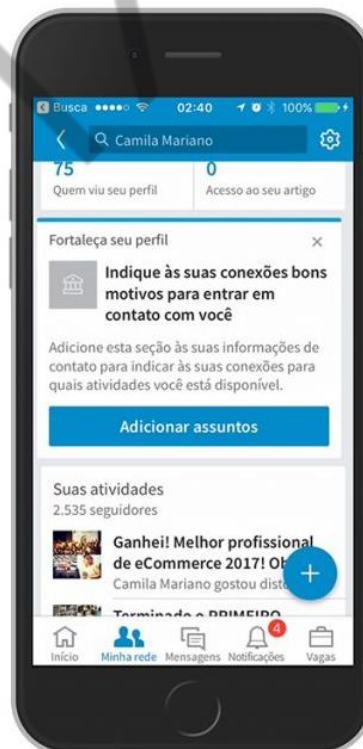 Busca 02:40 100%
Camila Mariano
75 0
Quem viu seu perfil Acesso ao seu artigo
Fortaleça seu perfil ×
Indique às suas conexões bons
motivos para entrar em
contato com você
Adicione esta seção às suas informações de
contato para indicar às suas conexões para
quais atividades você está disponível.
Adicionar assuntos
Suas atividades
2.535 seguidores
Ganhei! Melhor profissional
de eCommerce 2017!
Camila Mariano gostou
Terminado o PRIMEIRO
4
Início Minha rede Mensagens Notificações Vagas